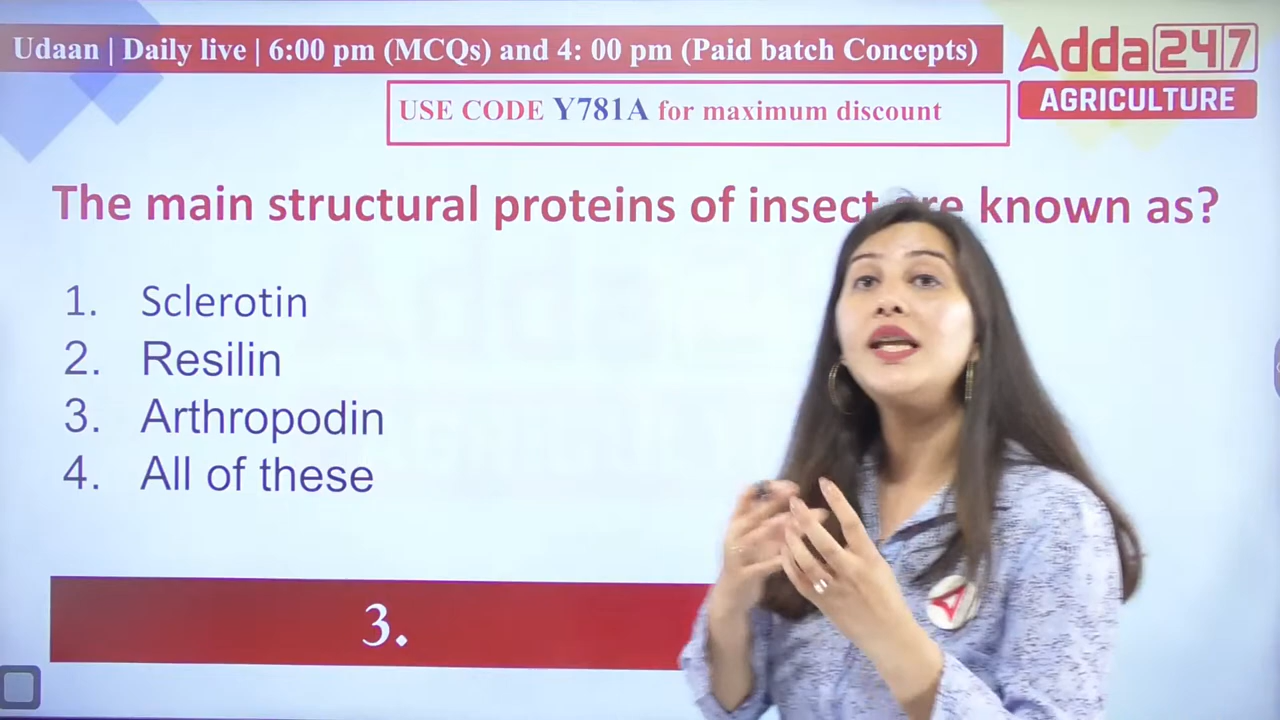 Udaan | Daily live | 6:00 pm (MCQs) and 4: 00 pm (Paid batch Concepts)
Adda247
AGRICULTURE
USE CODE Y781A for maximum discount
The main structural proteins of insect are known as?
1. Sclerotin
2. Resilin
3. Arthropodin
4. All of these
3.